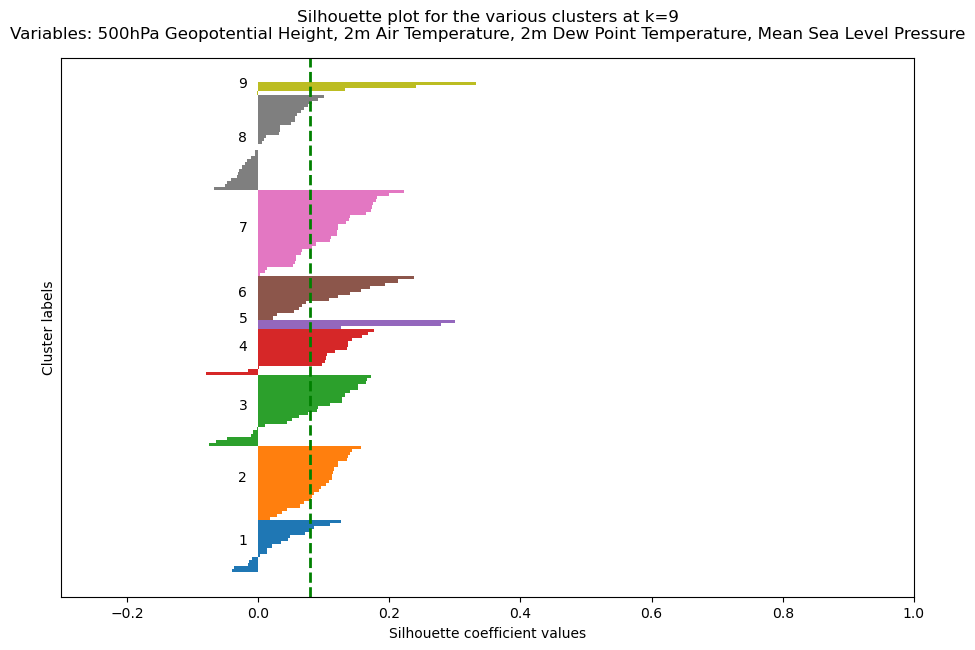 Silhouette plot for the various clusters at k=9
Variables: 500hPa Geopotential Height, 2m Air Temperature, 2m Dew Point Temperature, Mean Sea Level Pressure
9
8
7
6
5
4
3
2
1
Cluster labels
−0.2 0.0 0.2 0.4 0.6 0.8 1.0
Silhouette coefficient values